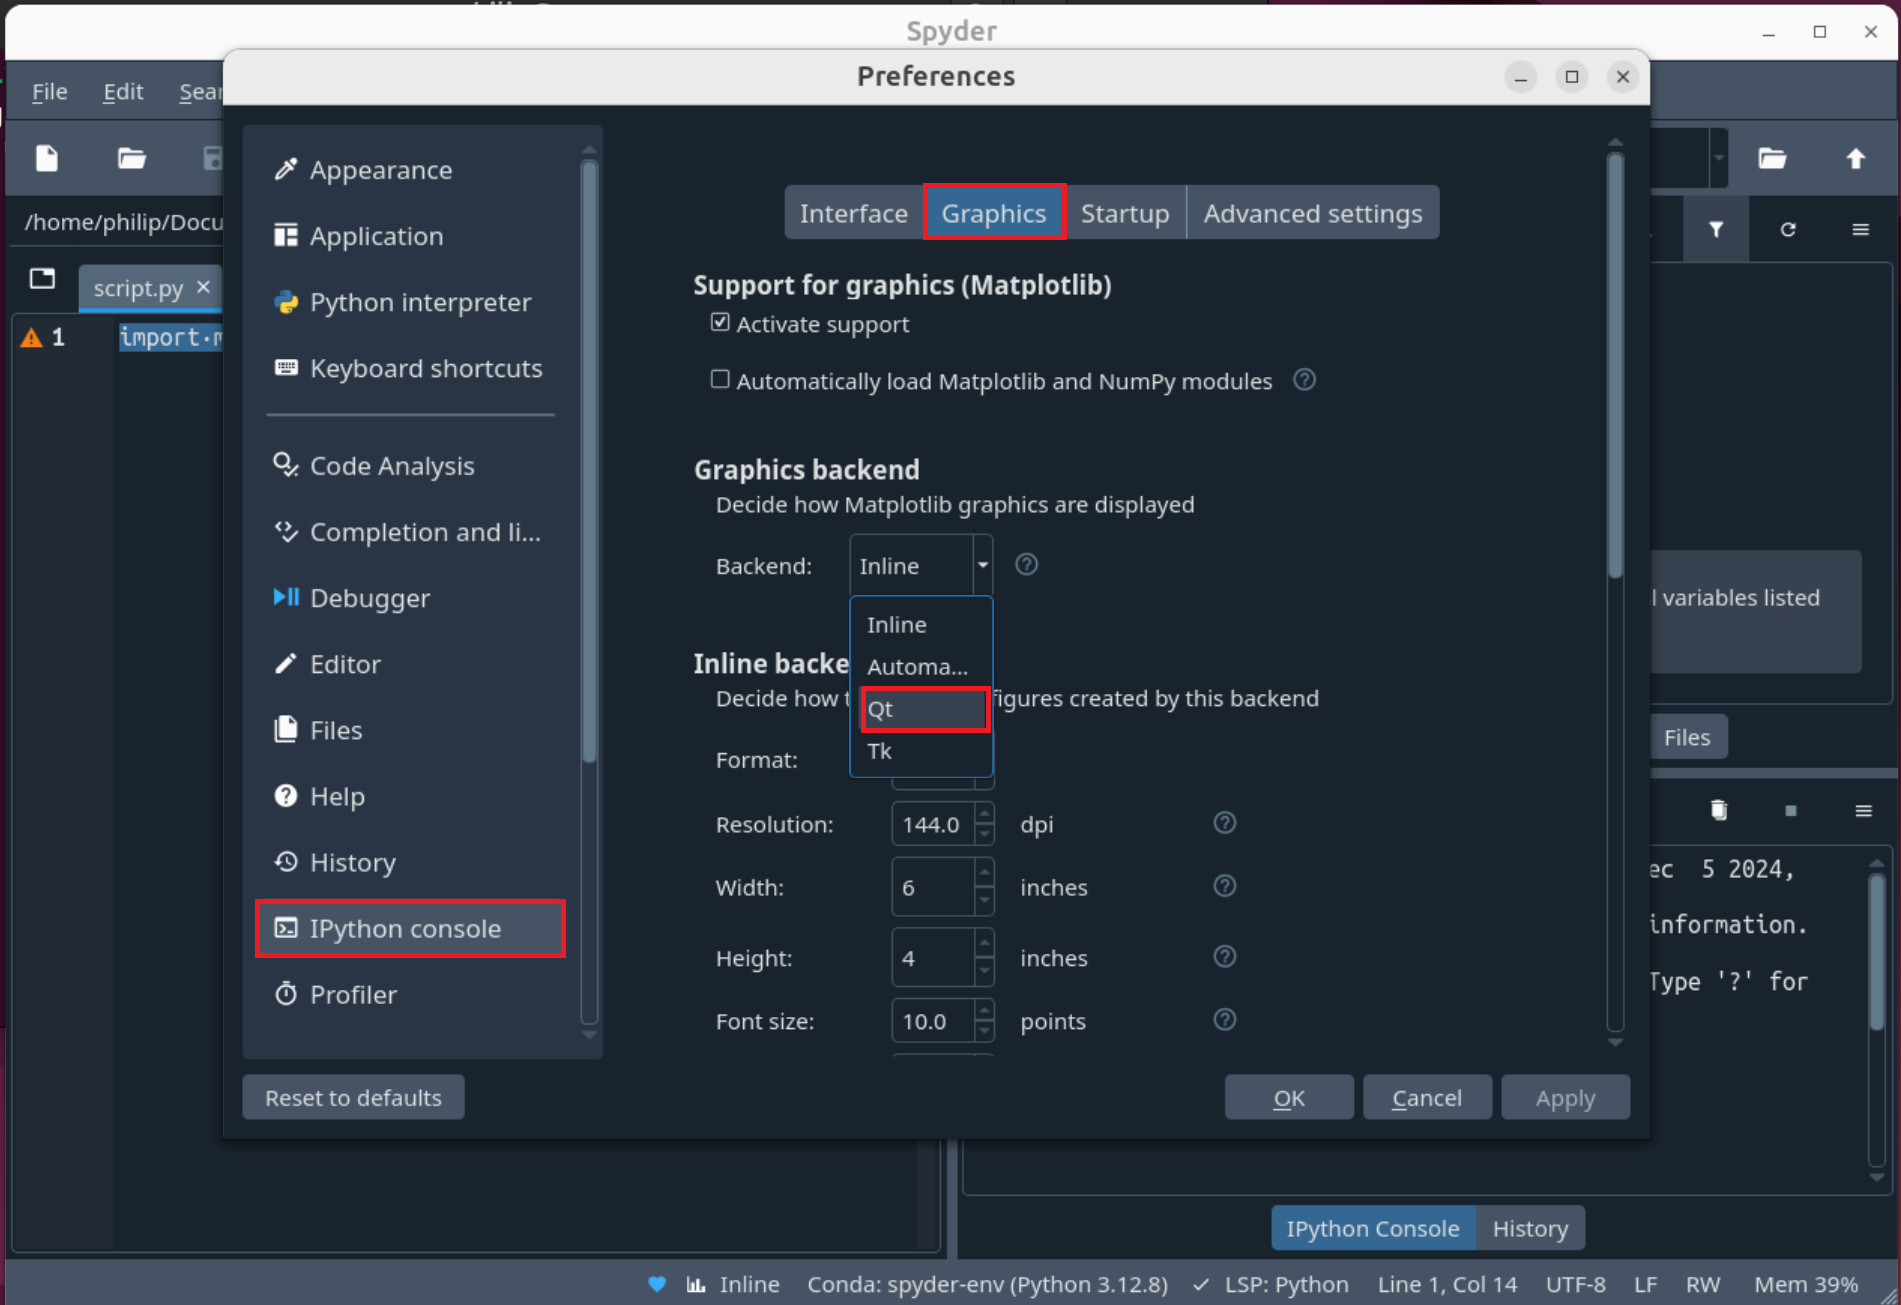 Spyder
Preferences
File Edit Sear
/home/philip/Docu
script.py
1 import·m
Appearance
Application
Python interpreter
Keyboard shortcuts
Code Analysis
Completion and li...
Debugger
Editor
Files
Help
History
IPython console
Profiler
Reset to defaults
Interface Graphics Startup Advanced settings
Support for graphics (Matplotlib)
Activate support
Automatically load Matplotlib and NumPy modules
Graphics backend
Decide how Matplotlib graphics are displayed
Backend: Inline
Inline
Automa...
Qt
Tk
Inline backe
Decide how t igures created by this backend
Format:
Resolution: 144.0 dpi
Width: 6 inches
Height: 4 inches
Font size: 10.0 points
OK Cancel Apply
l variables listed
Files
ec 5 2024,
information.
Type '?' for
IPython Console History
Inline Conda: spyder-env (Python 3.12.8) ✓ LSP: Python Line 1, Col 14 UTF-8 LF RW Mem 39%